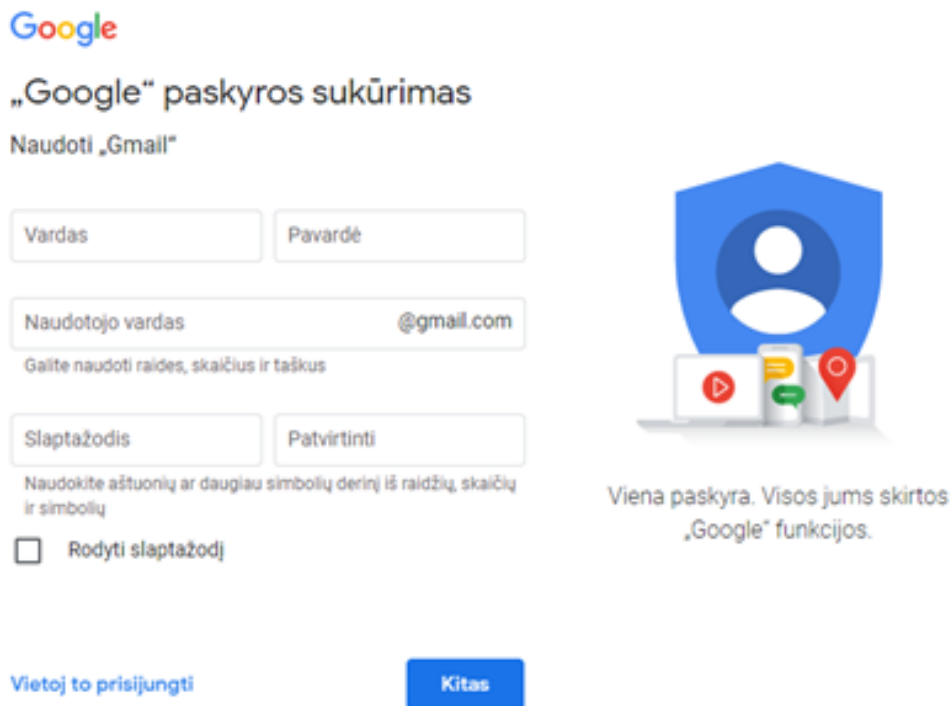 Google
„Google“ paskyros sukūrimas
Naudoti „Gmail“
Vardas
Pavardė
Naudotojo vardas
@gmail.com
Galite naudoti raides, skaičius ir taškus
Slaptažodis
Patvirtinti
Naudokite aštuonių ar daugiau simbolių derinį iš raidžių, skaičių
ir simbolių
Rodyti slaptažodį
Vietoj to prisijungti
Kitas
Viena paskyra. Visos jums skirtos
„Google“ funkcijos.